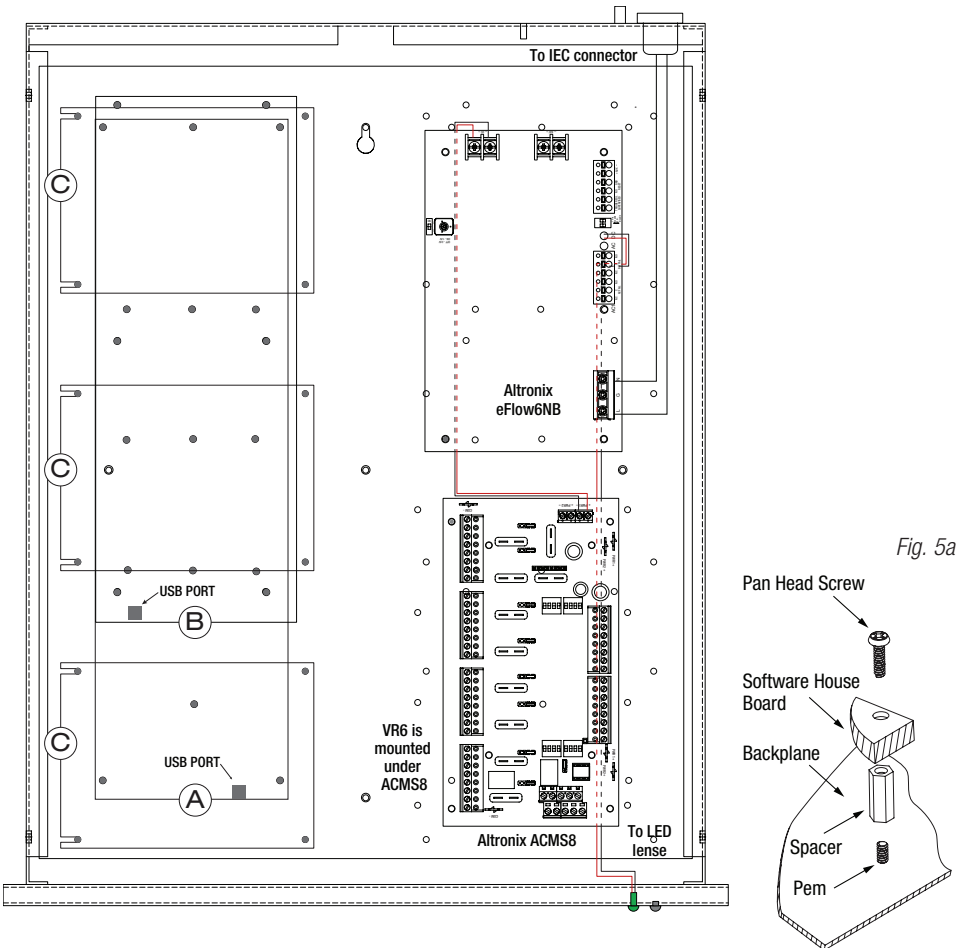 To IEC connector
C
Altronix
eFlow6NB
N
G
L
C
USB PORT
B
VR6 is
mounted
under
ACMS8
C
USB PORT
A
Altronix ACMS8
To LED
lense
Fig. 5a
Pan Head Screw
Software House
Board
Backplane
Spacer
Pem